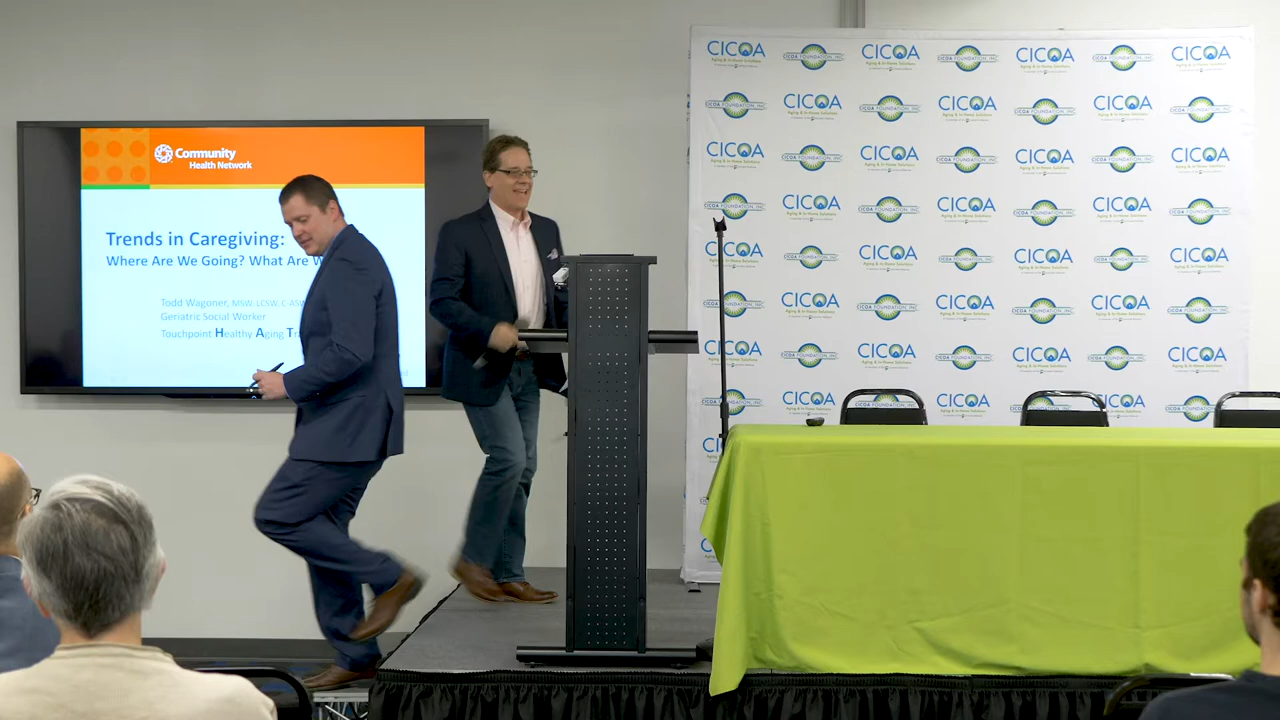 Community
Health Network
Trends in Caregiving:
Where Are We Going? What Are W
Todd Wagoner, MSW, LCSW, C-ASW
Geriatric Social Worker
Touchpoint Healthy Aging Tr
CICOA
Aging & In-Home Solutions
CICOA FOUNDATION, INC